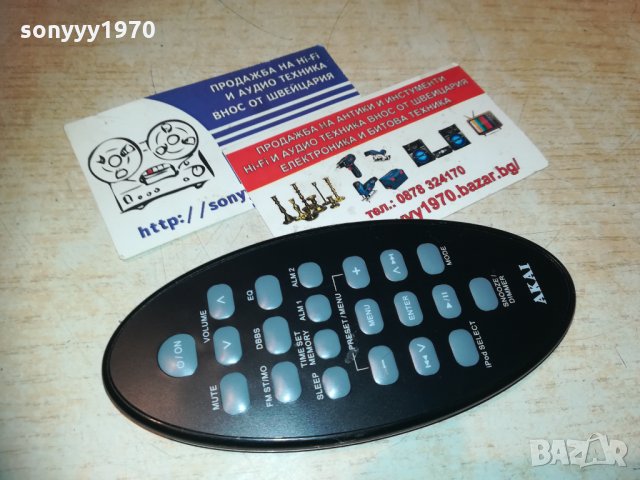 sonyyy1970
ПРОДАЖБА НА Hi-Fi
И АУДИО ТЕХНИКА
ВНОС ОТ ШВЕЙЦАРИЯ
http://sony
ПРОДАЖБА НА АНТИКИ И ИНСТУМЕНТИ
Hi-Fi И АУДИО ТЕХНИКА ВНОС ОТ ШВЕЙЦАРИЯ
ЕЛЕКТРОНИКА И БИТОВА ТЕХНИКА
тел.: 0878 324170
yy1970.bazar.bg/
O/ON
VOLUME
MUTE
EQ
DBBS
FM ST/MO
ALM 2
ALM 1
TIME SET
MEMORY
SLEEP
PRESET / MENU
+
MENU
−
ENTER
MODE
SNOOZE /
DIMMER
iPod SELECT
AKAI
BAZAR
bg